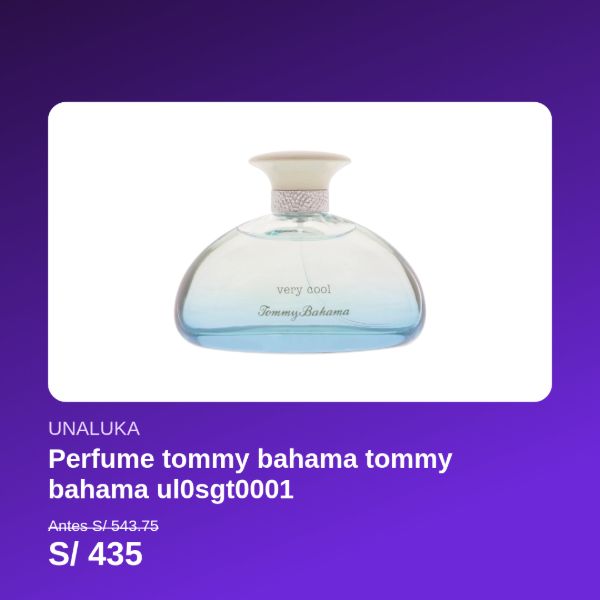 very cool
Tommy Bahama
UNALUKA
Perfume tommy bahama tommy
bahama ul0sgt0001
Antes S/ 543.75
S/ 435